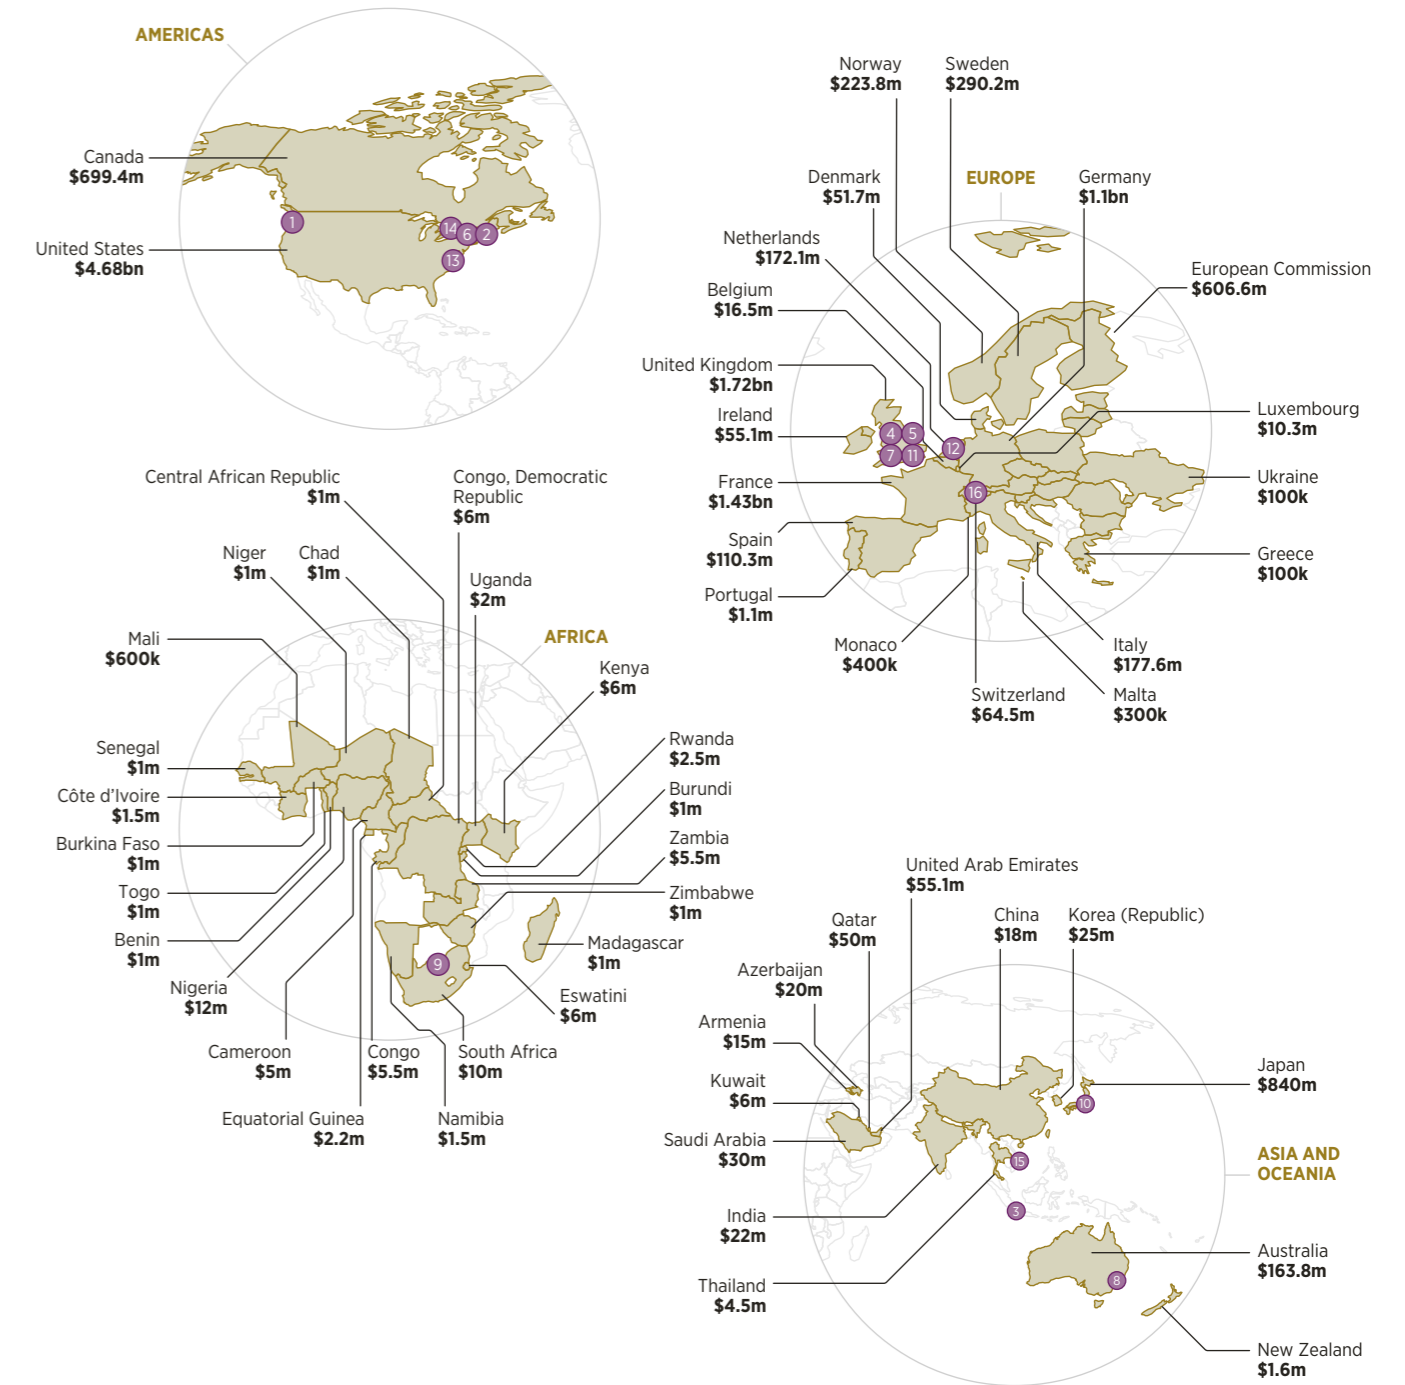 AMERICAS
Canada
$699.4m
United States
$4.68bn
1
14
6
2
13
EUROPE
Norway
$223.8m
Sweden
$290.2m
Denmark
$51.7m
Germany
$1.1bn
Netherlands
$172.1m
European Commission
$606.6m
Belgium
$16.5m
United Kingdom
$1.72bn
Ireland
$55.1m
Luxembourg
$10.3m
France
$1.43bn
Ukraine
$100k
Spain
$110.3m
Greece
$100k
Portugal
$1.1m
Monaco
$400k
Italy
$177.6m
Switzerland
$64.5m
Malta
$300k
4
5
7
11
12
16
AFRICA
Central African Republic
$1m
Congo, Democratic
Republic
$6m
Niger
$1m
Chad
$1m
Uganda
$2m
Mali
$600k
Kenya
$6m
Senegal
$1m
Rwanda
$2.5m
Côte d’Ivoire
$1.5m
Burundi
$1m
Burkina Faso
$1m
Zambia
$5.5m
Togo
$1m
Zimbabwe
$1m
Benin
$1m
Madagascar
$1m
Nigeria
$12m
Eswatini
$6m
Cameroon
$5m
Congo
$5.5m
South Africa
$10m
Equatorial Guinea
$2.2m
Namibia
$1.5m
9
ASIA AND
OCEANIA
United Arab Emirates
$55.1m
Qatar
$50m
China
$18m
Korea (Republic)
$25m
Azerbaijan
$20m
Armenia
$15m
Kuwait
$6m
Japan
$840m
Saudi Arabia
$30m
India
$22m
Australia
$163.8m
Thailand
$4.5m
New Zealand
$1.6m
10
15
3
8